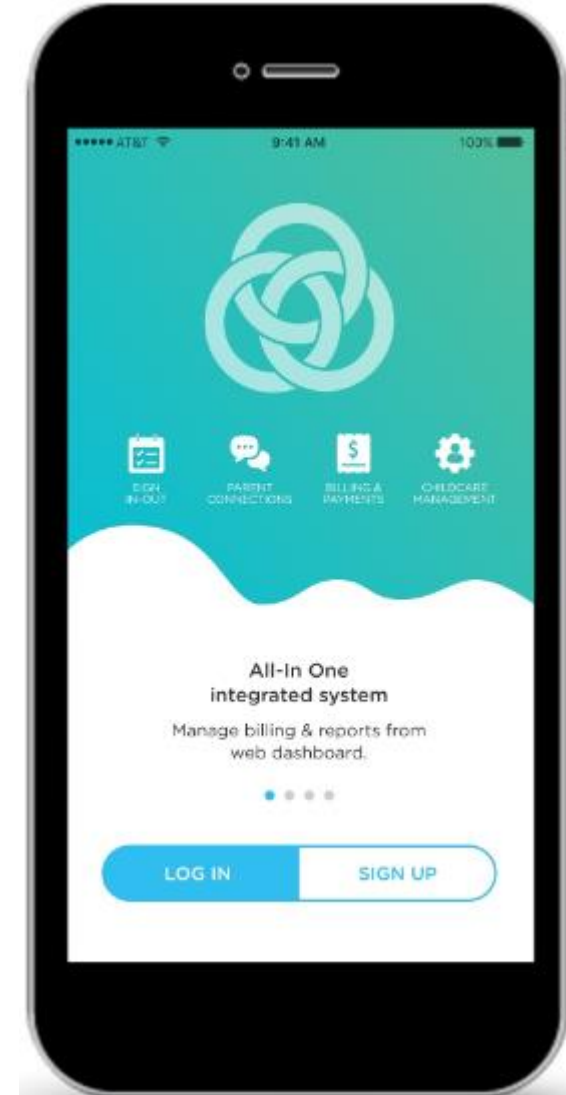 AT&T 9:41 AM 100%
SIGN PARENT BILLING & CHILDCARE
IN-OUT CONNECTIONS PAYMENTS MANAGEMENT
All-In One
integrated system
Manage billing & reports from
web dashboard.
LOG IN SIGN UP